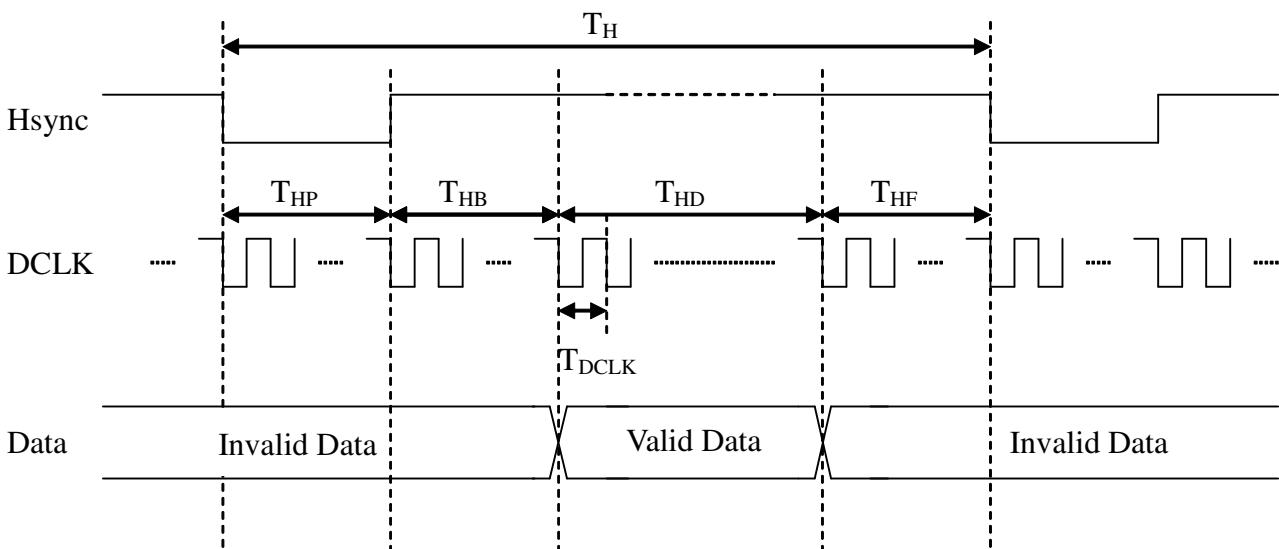 T_H
Hsync
T_HP T_HB T_HD T_HF
DCLK
T_DCLK
Data Invalid Data Valid Data Invalid Data